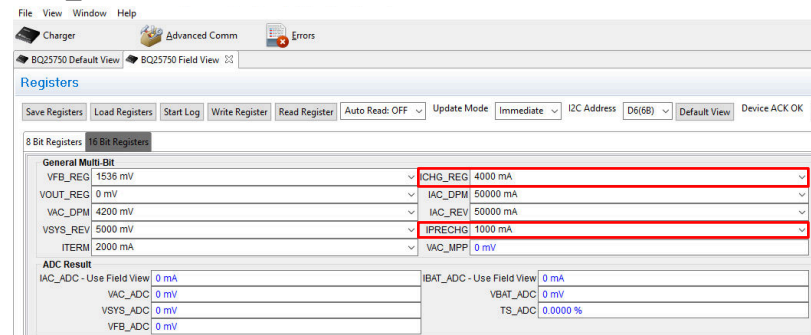 File View Window Help
Charger Advanced Comm Errors
BQ25750 Default View BQ25750 Field View
Registers
Save Registers Load Registers Start Log Write Register Read Register Auto Read: OFF Update Mode Immediate I2C Address D6(6B) Default View Device ACK OK
8 Bit Registers 16 Bit Registers
General Multi-Bit
VFB_REG 1536 mV ICHG_REG 4000 mA
VOUT_REG 0 mV IAC_DPM 50000 mA
VAC_DPM 4200 mV IAC_REV 50000 mA
VSYS_REV 5000 mV IPRECHG 1000 mA
ITERM 2000 mA VAC_MPP 0 mV
ADC Result
IAC_ADC - Use Field View 0 mA IBAT_ADC - Use Field View 0 mA
VAC_ADC 0 mV VBAT_ADC 0 mV
VSYS_ADC 0 mV TS_ADC 0.0000 %
VFB_ADC 0 mV